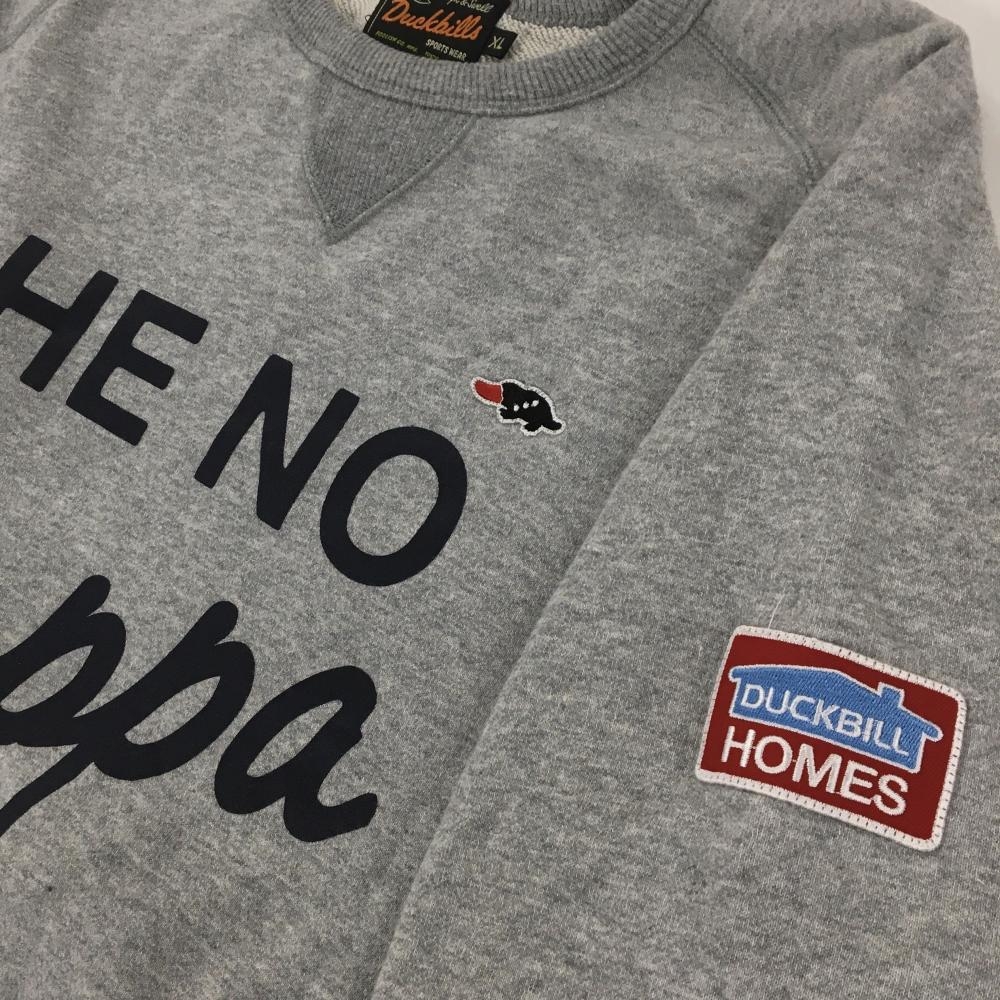 Duckbills
SPORTS WEAR
XL
HE NO
ppa
DUCKBILL
HOMES